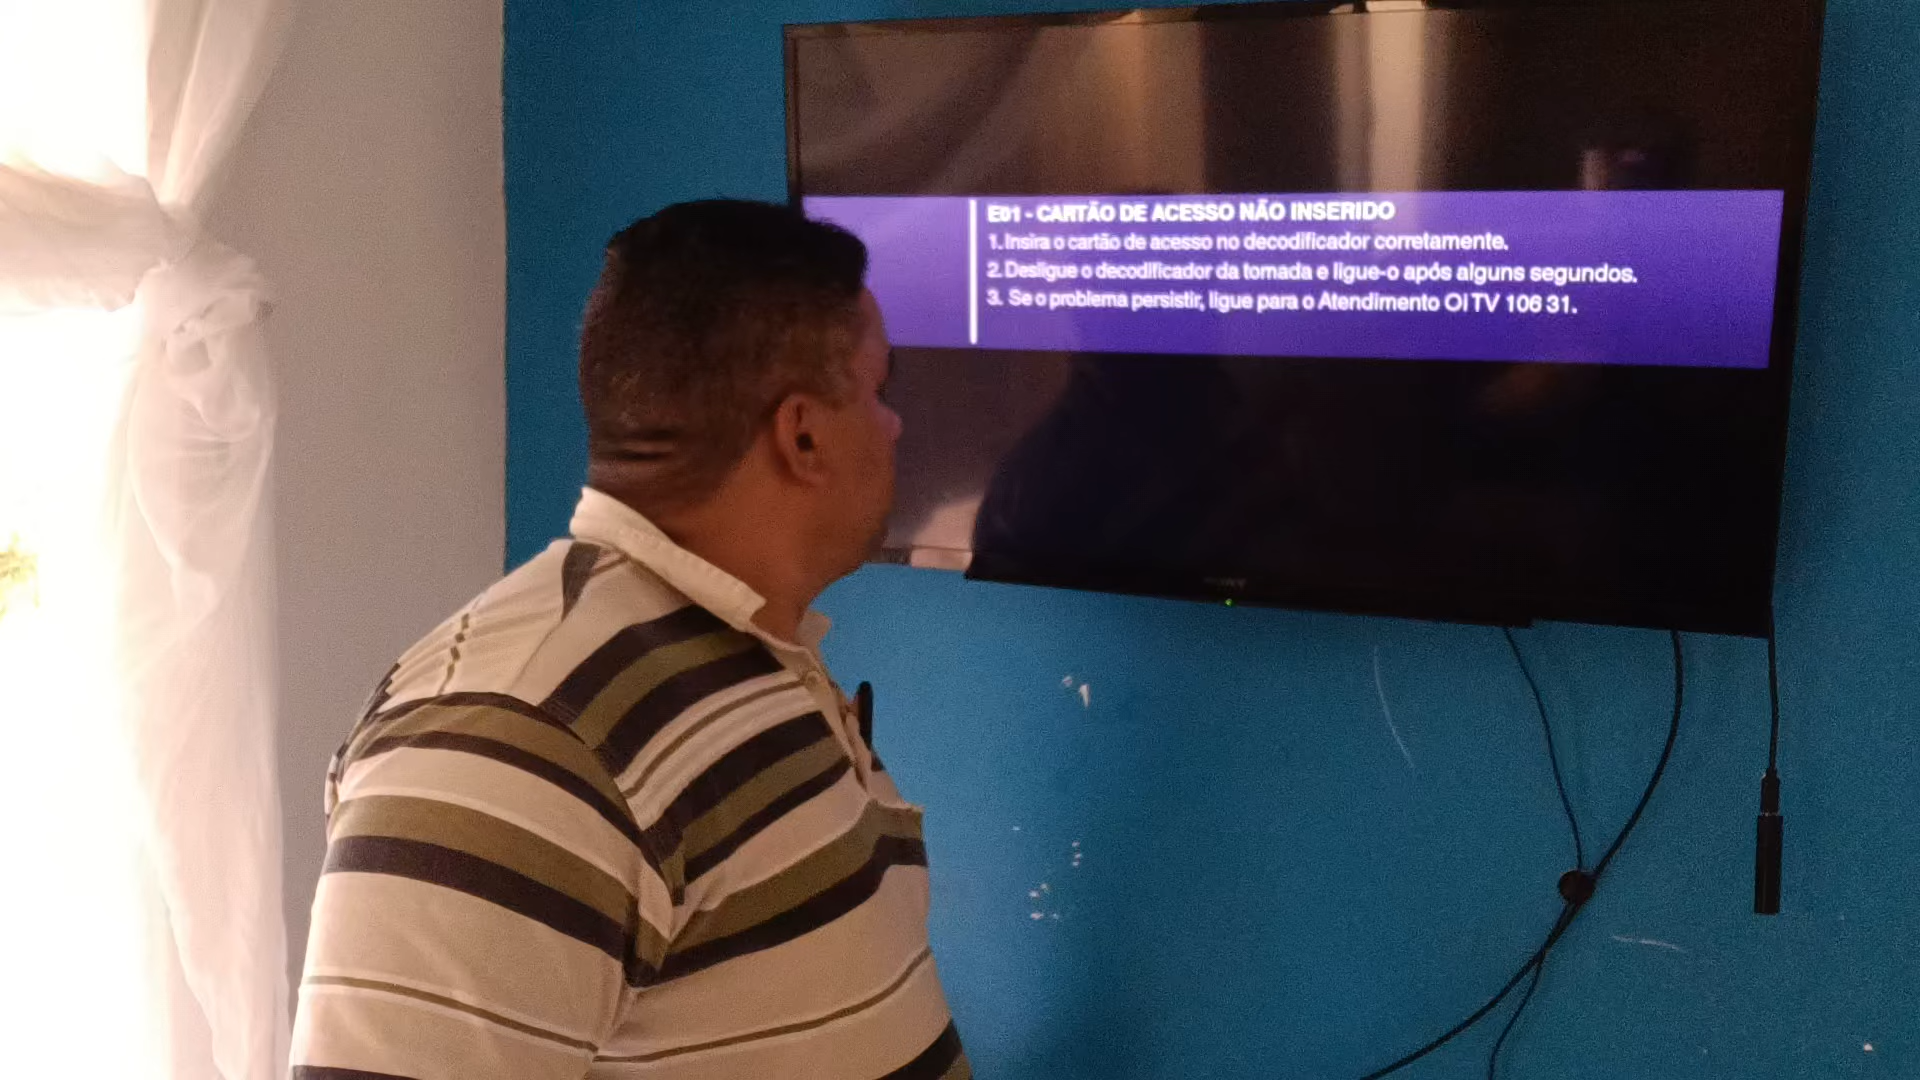 E01 - CARTÃO DE ACESSO NÃO INSERIDO
1. Insira o cartão de acesso no decodificador corretamente.
2. Desligue o decodificador da tomada e ligue-o após alguns segundos.
3. Se o problema persistir, ligue para o Atendimento Oi TV 106 31.
SONY